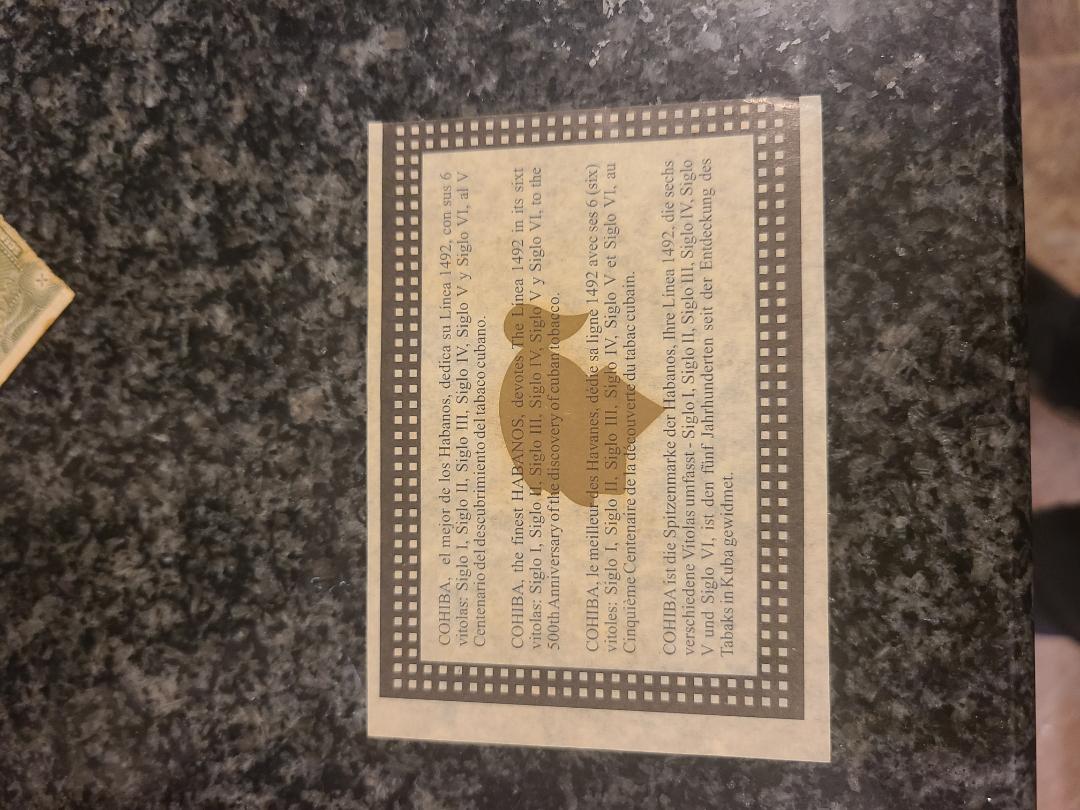 COHIBA, el mejor de los Habanos, dedica su Linea 1492, con sus 6
vitolas: Siglo I, Siglo II, Siglo III, Siglo IV, Siglo V y Siglo VI, al V
Centenario del descubrimiento del tabaco cubano.
COHIBA, the finest HABANOS, devotes The Linea 1492 in its sixt
vitolas: Siglo I, Siglo II, Siglo III, Siglo IV, Siglo V y Siglo VI, to the
500th Anniversary of the discovery of cuban tobacco.
COHIBA, le meilleur des Havanes, dédie sa ligne 1492 avec ses 6 (six)
vitoles: Siglo I, Siglo II, Siglo III, Siglo IV, Siglo V et Siglo VI, au
Cinquième Centenaire de la découverte du tabac cubain.
COHIBA ist die Spitzenmarke der Habanos, Ihre Linea 1492, die sechs
verschiedene Vitolas umfasst - Siglo I, Siglo II, Siglo III, Siglo IV, Siglo
V und Siglo VI, ist den fünf Jahrhunderten seit der Entdeckung des
Tabaks in Kuba gewidmet.